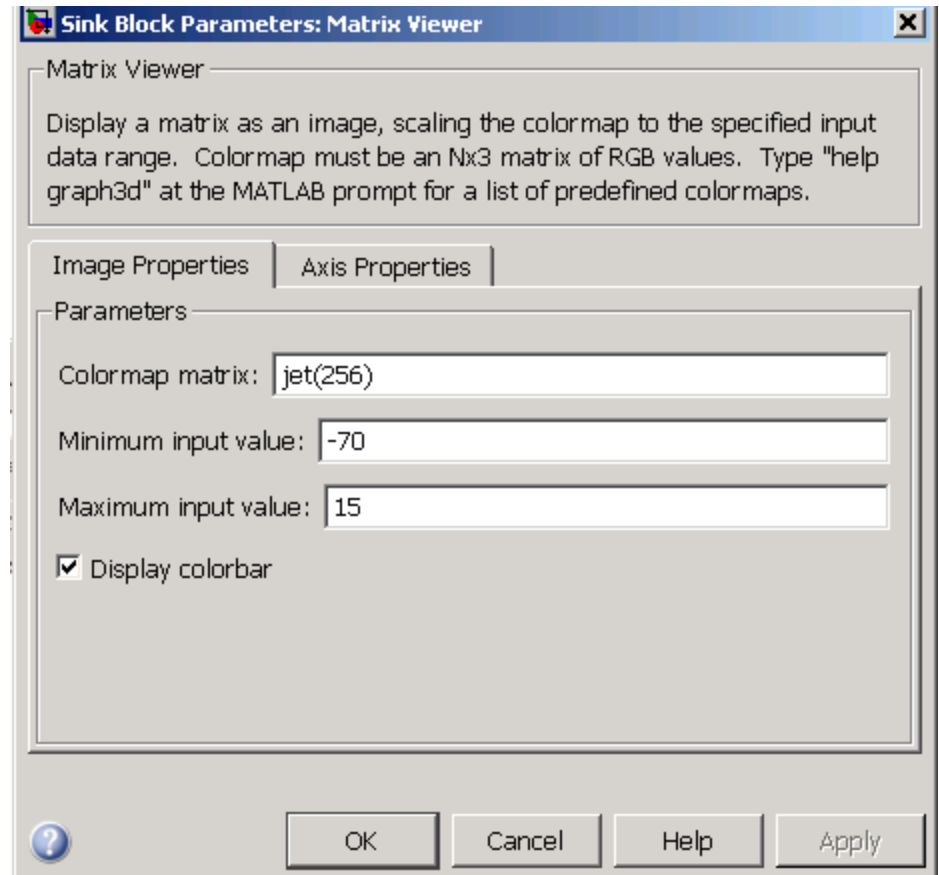 Sink Block Parameters: Matrix Viewer
Matrix Viewer
Display a matrix as an image, scaling the colormap to the specified input
data range. Colormap must be an Nx3 matrix of RGB values. Type "help
graph3d" at the MATLAB prompt for a list of predefined colormaps.
Image Properties Axis Properties
Parameters
Colormap matrix: jet(256)
Minimum input value: -70
Maximum input value: 15
Display colorbar
? OK Cancel Help Apply